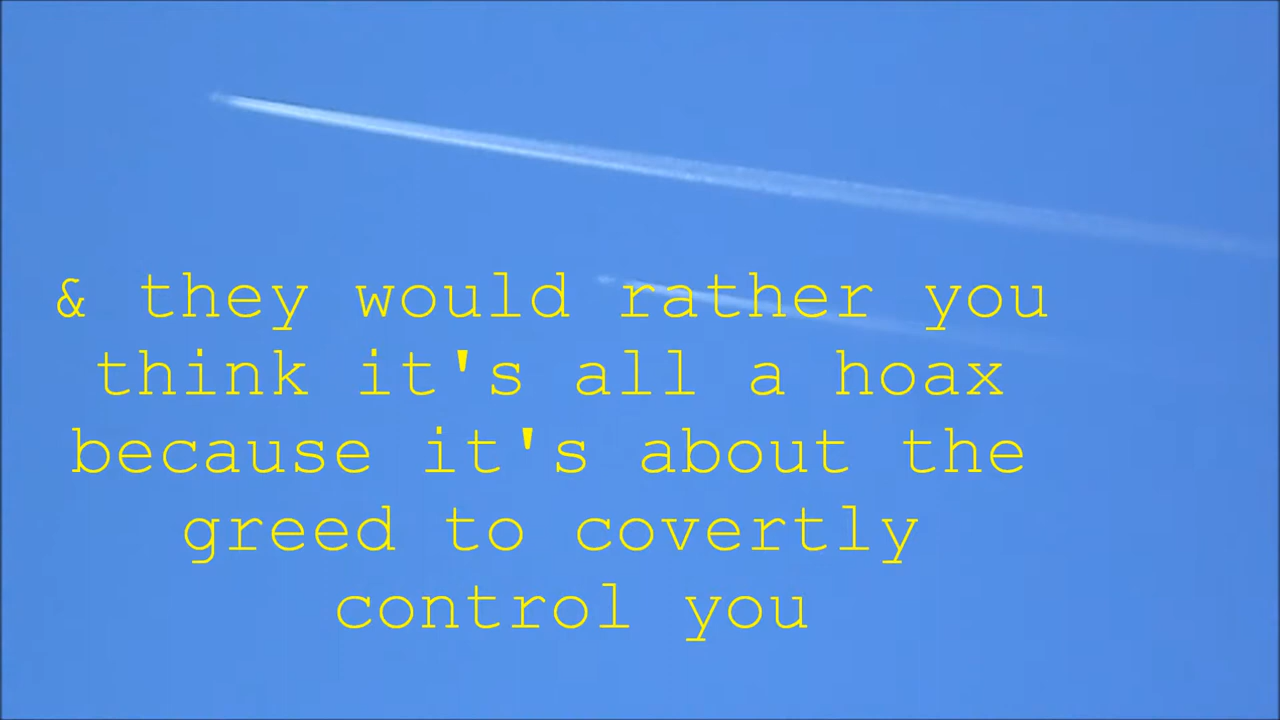 & they would rather you
think it's all a hoax
because it's about the
greed to covertly
control you